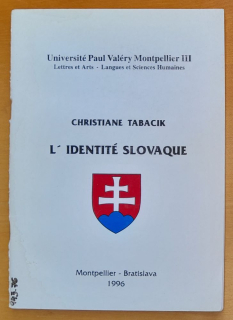 Université Paul Valéry Montpellier III
Lettres et Arts - Langues et Sciences Humaines
CHRISTIANE TABACIK
L' IDENTITÉ SLOVAQUE
Montpellier - Bratislava
1996